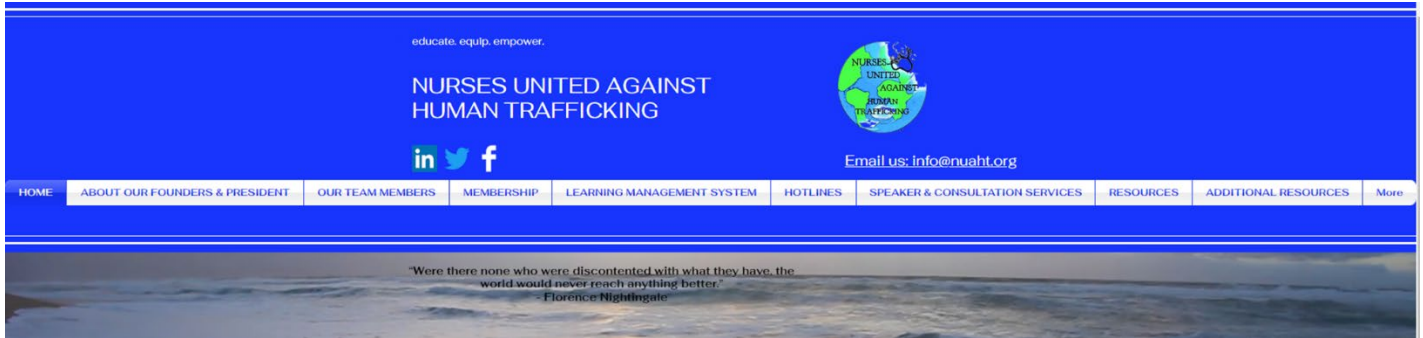 educate. equip. empower.
NURSES UNITED AGAINST
HUMAN TRAFFICKING
NURSES
UNITED
AGAINST
HUMAN
TRAFFICKING
in f
Email us: info@nuaht.org
HOME ABOUT OUR FOUNDERS & PRESIDENT OUR TEAM MEMBERS MEMBERSHIP LEARNING MANAGEMENT SYSTEM HOTLINES SPEAKER & CONSULTATION SERVICES RESOURCES ADDITIONAL RESOURCES More
"Were there none who were discontented with what they have, the
world would never reach anything better."
- Florence Nightingale